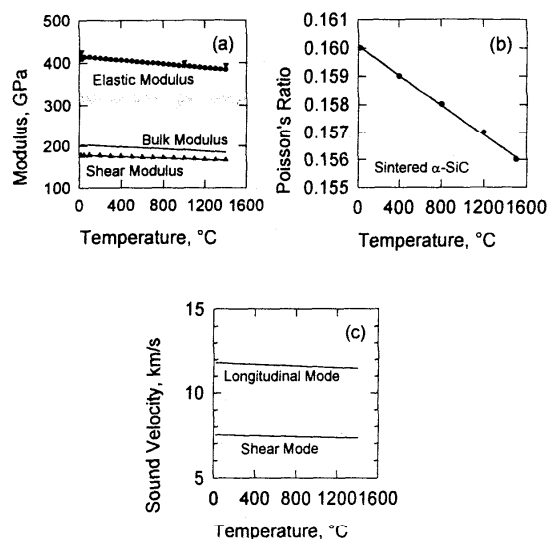 Modulus, GPa
500
400
300
200
100
(a)
Elastic Modulus
Bulk Modulus
Shear Modulus
0 400 800 1200 1600
Temperature, °C
Poisson's Ratio
0.161
0.160
0.159
0.158
0.157
0.156
0.155
(b)
Sintered α-SiC
0 400 800 1200 1600
Temperature, °C
Sound Velocity, km/s
15
10
5
(c)
Longitudinal Mode
Shear Mode
0 400 800 1200 1600
Temperature, °C